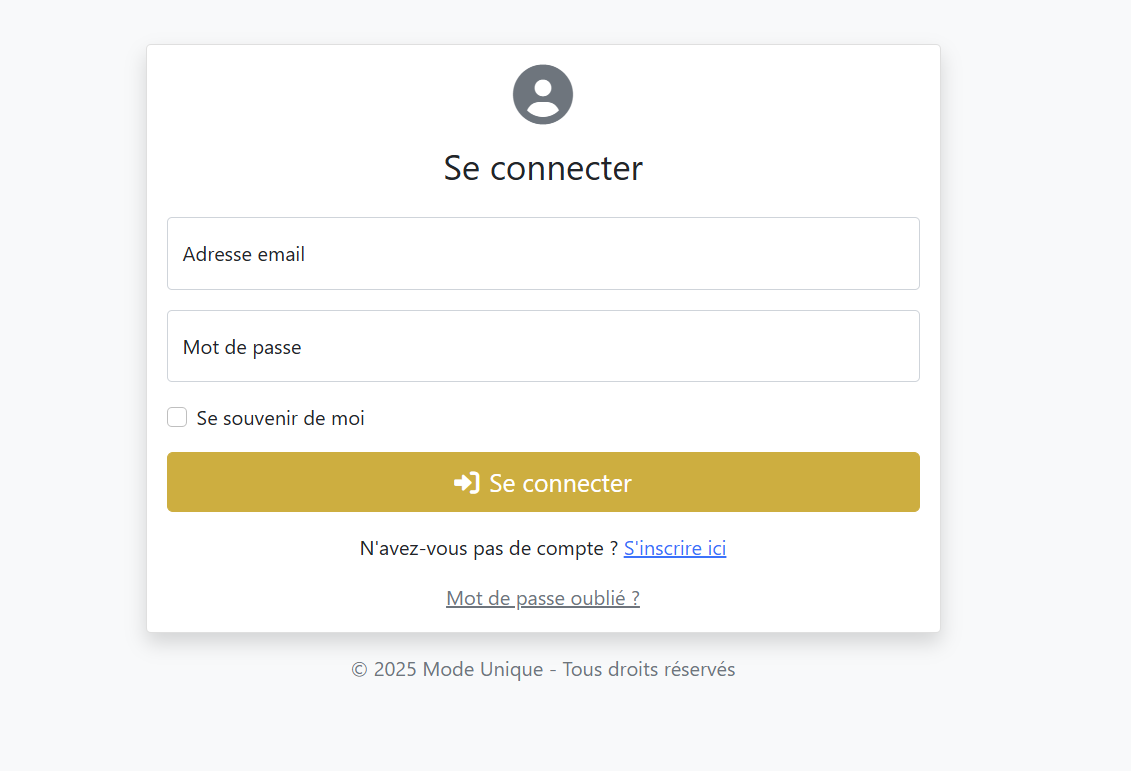 Se connecter
Adresse email
Mot de passe
Se souvenir de moi
Se connecter
N'avez-vous pas de compte ? S'inscrire ici
Mot de passe oublié ?
© 2025 Mode Unique - Tous droits réservés